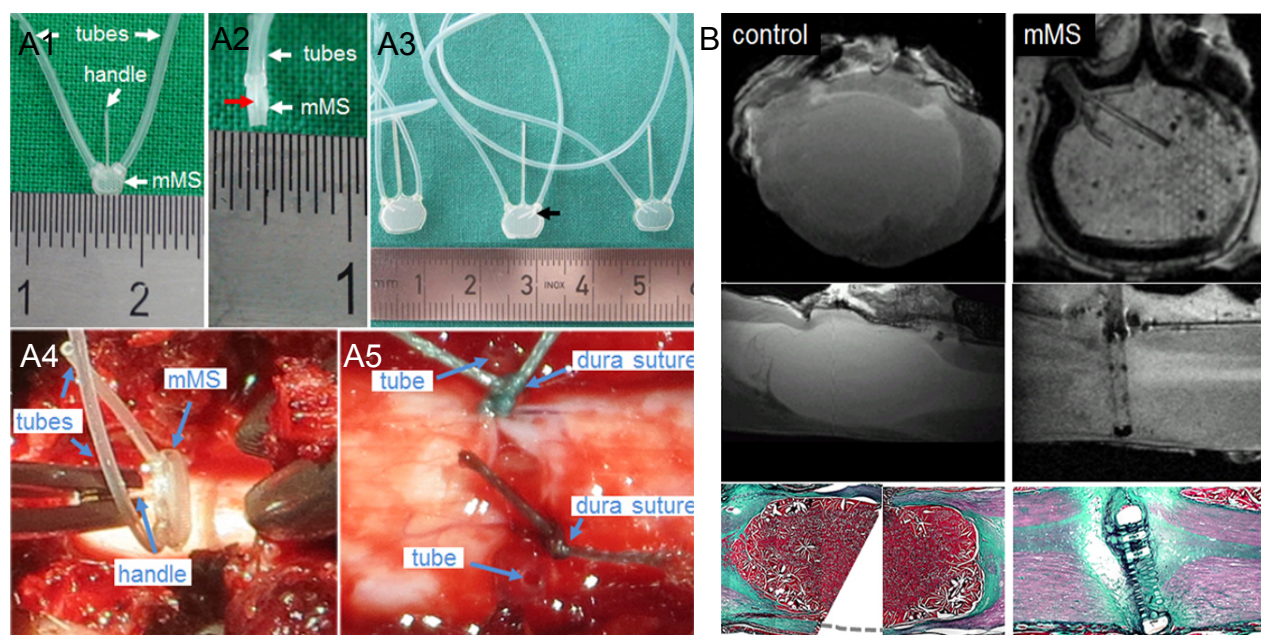 A1
tubes
handle
mMS
1 2
A2
tubes
mMS
1
A3
mm 1 2 3 INOX 4 5 6
A4
mMS
tubes
handle
A5
tube
dura suture
dura suture
tube
B
control
mMS